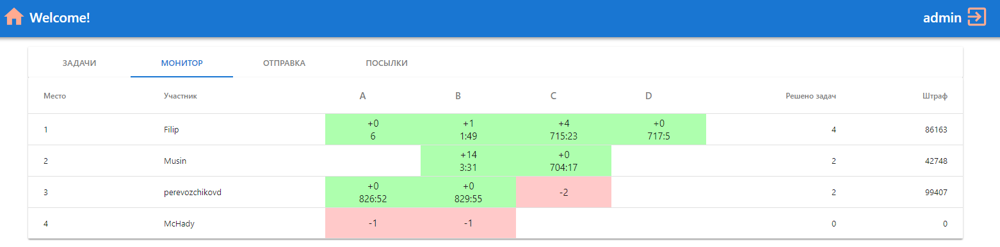 Welcome! admin
ЗАДАЧИ МОНИТОР ОТПРАВКА ПОСЫЛКИ
Место Участник A B C D Решено задач Штраф
+0 +1 +4 +0
1 Filip 4 86163
6 1:49 715:23 717:5
+14 +0
2 Musin 2 42748
3:31 704:17
+0 +0
3 perevozchikovd -2 2 99407
826:52 829:55
4 McHady -1 -1 0 0